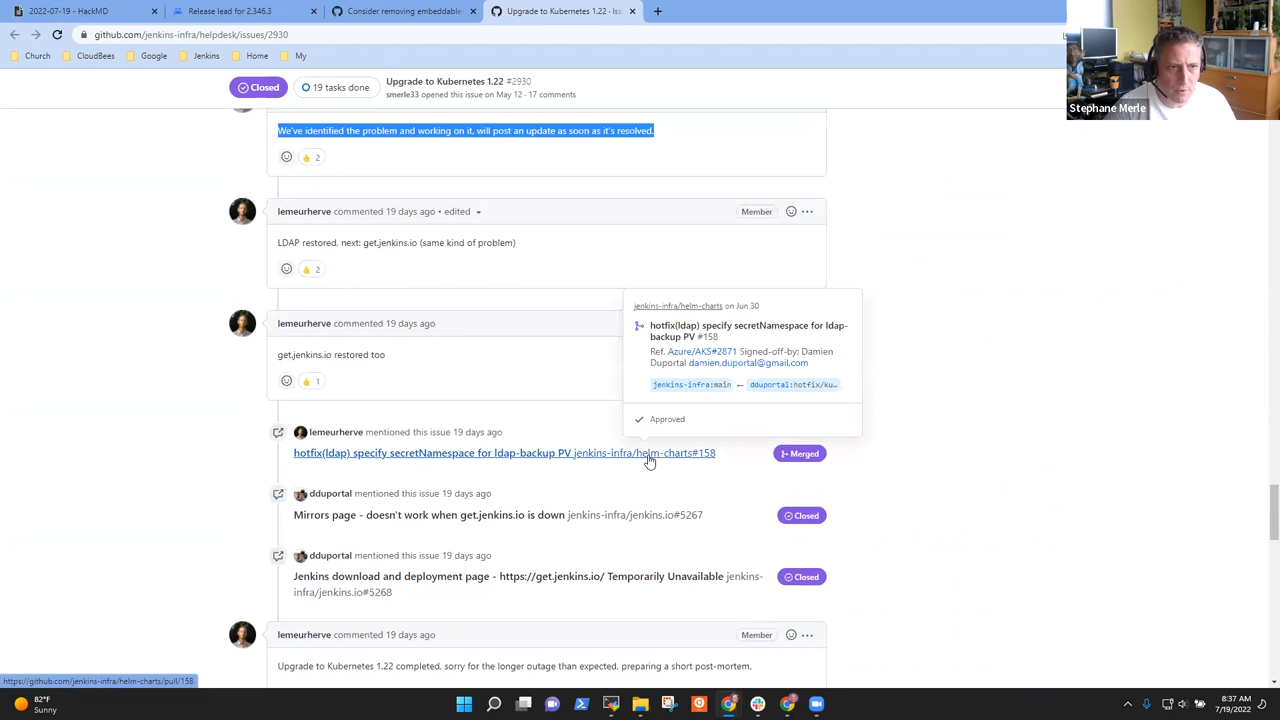 2022-07-19 - HackMD
Release lead for 2.346.3
Consider removing embeddable
Upgrade to Kubernetes 1.22 - Iss
github.com/jenkins-infra/helpdesk/issues/2930
Church
CloudBees
Google
Jenkins
Home
My
Stephane Merle
Closed
19 tasks done
Upgrade to Kubernetes 1.22 #2930
smerle33 opened this issue on May 12 · 17 comments
We've identified the problem and working on it, will post an update as soon as it's resolved.
2
lemeurherve commented 19 days ago • edited
Member
LDAP restored, next: get.jenkins.io (same kind of problem)
2
lemeurherve commented 19 days ago
get.jenkins.io restored too
1
jenkins-infra/helm-charts on Jun 30
hotfix(ldap) specify secretNamespace for ldap-
backup PV #158
Ref. Azure/AKS#2871 Signed-off-by: Damien
Duportal damien.duportal@gmail.com
jenkins-infra:main ← dduportal:hotfix/ku...
Approved
lemeurherve mentioned this issue 19 days ago
hotfix(ldap) specify secretNamespace for ldap-backup PV jenkins-infra/helm-charts#158
Merged
dduportal mentioned this issue 19 days ago
Mirrors page - doesn't work when get.jenkins.io is down jenkins-infra/jenkins.io#5267
Closed
dduportal mentioned this issue 19 days ago
Jenkins download and deployment page - https://get.jenkins.io/ Temporarily Unavailable jenkins-
infra/jenkins.io#5268
Closed
lemeurherve commented 19 days ago
Member
Upgrade to Kubernetes 1.22 completed, sorry for the longer outage than expected, preparing a short post-mortem.
https://github.com/jenkins-infra/helm-charts/pull/158
82°F
Sunny
8:37 AM
7/19/2022